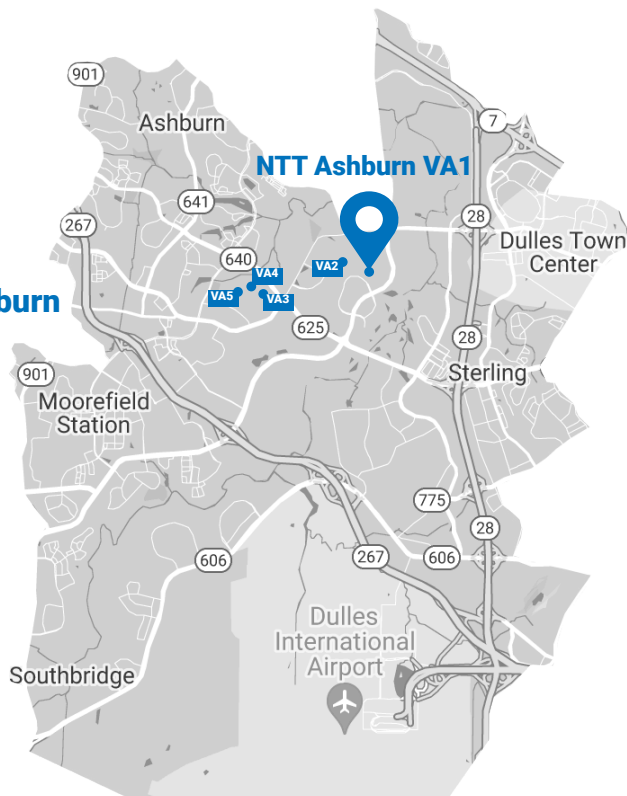 901
7
Ashburn
NTT Ashburn VA1
641
28
267
Dulles Town
Center
640
VA2
VA4
VA5
VA3
burn
625
28
901
Sterling
Moorefield
Station
775
28
606
267
606
Dulles
International
Airport
Southbridge